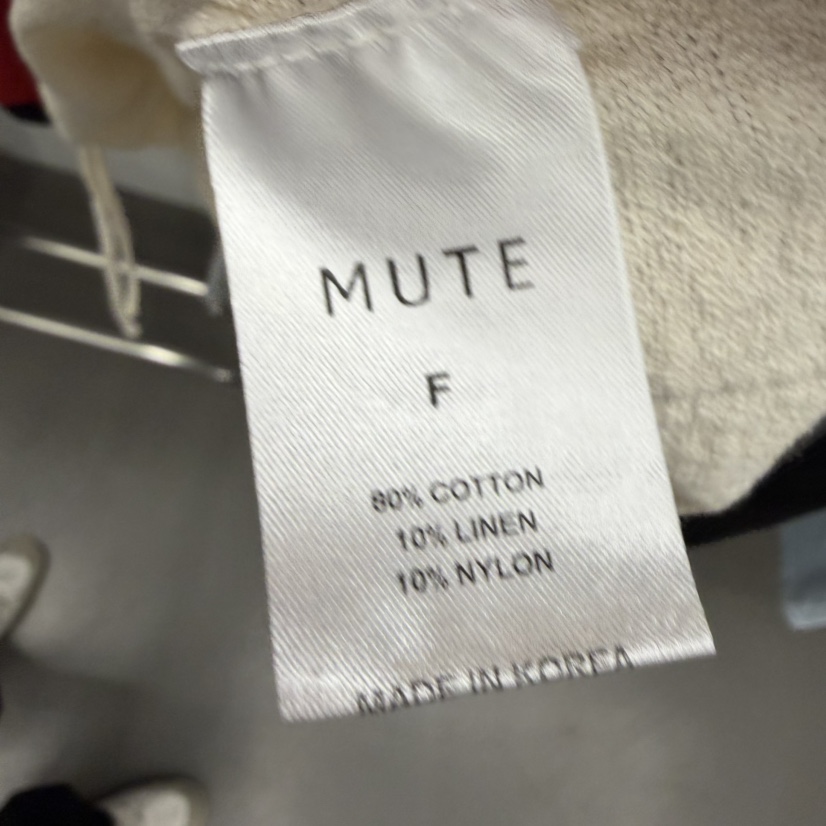 MUTE
F
80% COTTON
10% LINEN
10% NYLON
MADE IN KOREA